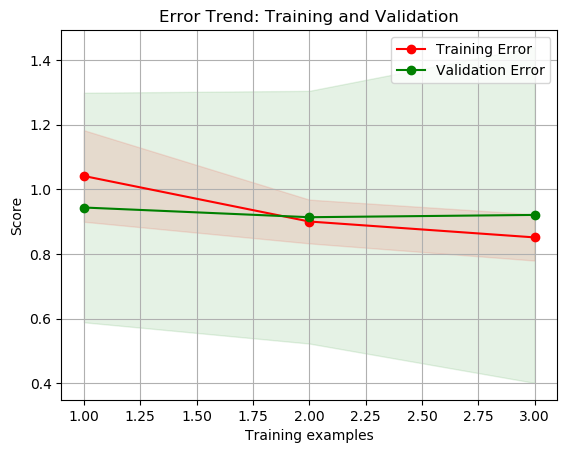 Error Trend: Training and Validation
Training Error
Validation Error
Score
1.4
1.2
1.0
0.8
0.6
0.4
1.00 1.25 1.50 1.75 2.00 2.25 2.50 2.75 3.00
Training examples